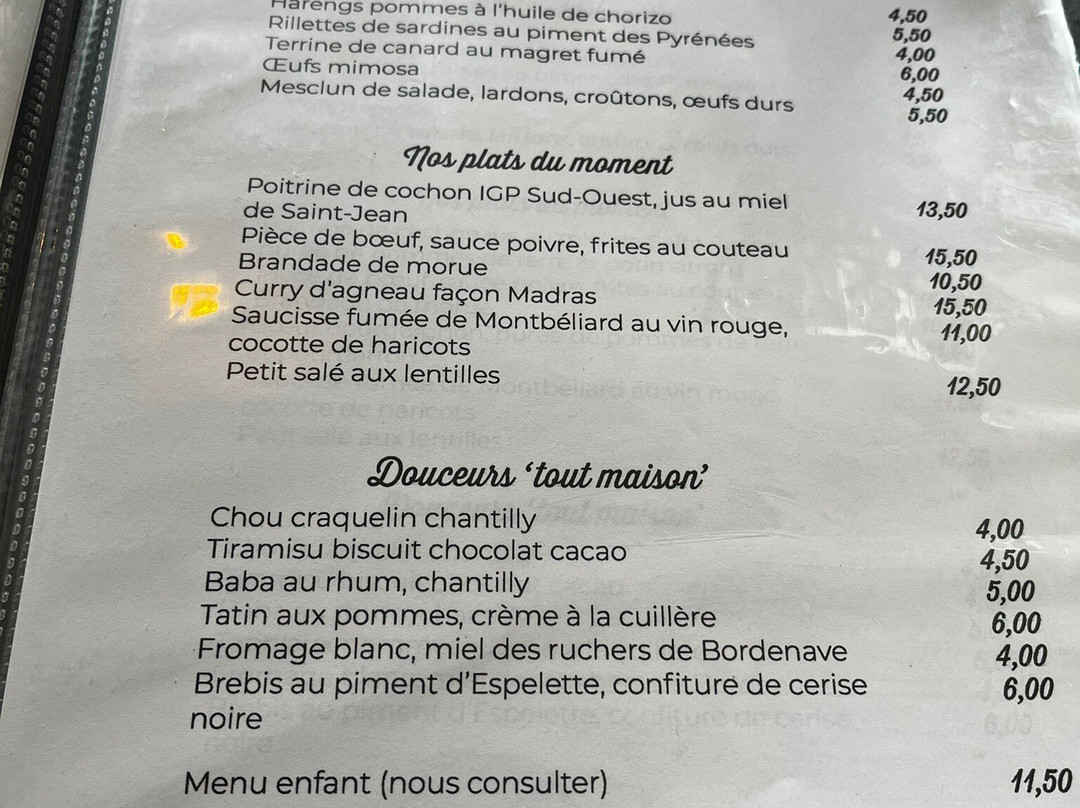 Harengs pommes à l'huile de chorizo 4,50
Rillettes de sardines au piment des Pyrénées 5,50
Terrine de canard au magret fumé 4,00
Œufs mimosa 6,00
Mesclun de salade, lardons, croûtons, œufs durs 4,50
5,50
Nos plats du moment
Poitrine de cochon IGP Sud-Ouest, jus au miel
de Saint-Jean 13,50
Pièce de bœuf, sauce poivre, frites au couteau 15,50
Brandade de morue 10,50
Curry d'agneau façon Madras 15,50
Saucisse fumée de Montbéliard au vin rouge, 11,00
cocotte de haricots
Petit salé aux lentilles 12,50
Douceurs ‘tout maison’
Chou craquelin chantilly 4,00
Tiramisu biscuit chocolat cacao 4,50
Baba au rhum, chantilly 5,00
Tatin aux pommes, crème à la cuillère 6,00
Fromage blanc, miel des ruchers de Bordenave 4,00
Brebis au piment d’Espelette, confiture de cerise 6,00
noire
Menu enfant (nous consulter) 11,50